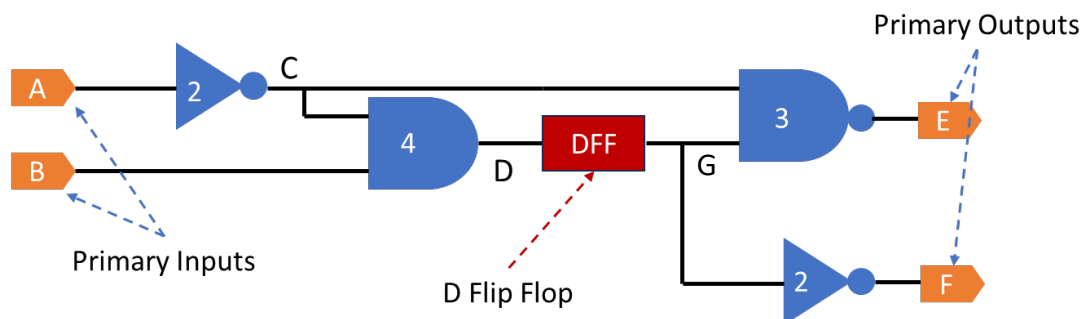 Primary Outputs
A
2
C
3
E
4
DFF
B
D
G
Primary Inputs
D Flip Flop
2
F